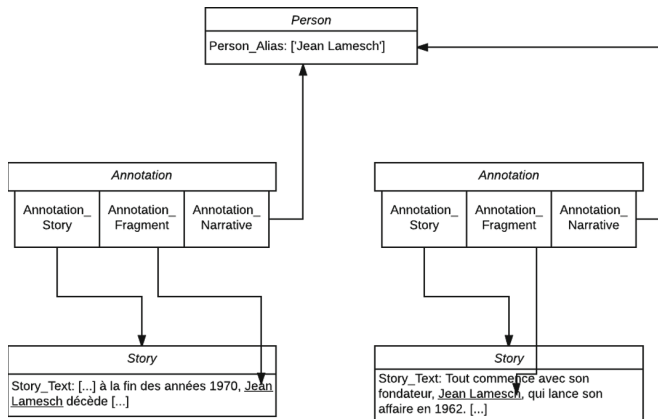 Person
Person_Alias: ['Jean Lamesch']
Annotation
Annotation_
Story
Annotation_
Fragment
Annotation_
Narrative
Annotation
Annotation_
Story
Annotation_
Fragment
Annotation_
Narrative
Story
Story_Text: [...] à la fin des années 1970, Jean
Lamesch décède [...]
Story
Story_Text: Tout commence avec son
fondateur, Jean Lamesch, qui lance son
affaire en 1962. [...]